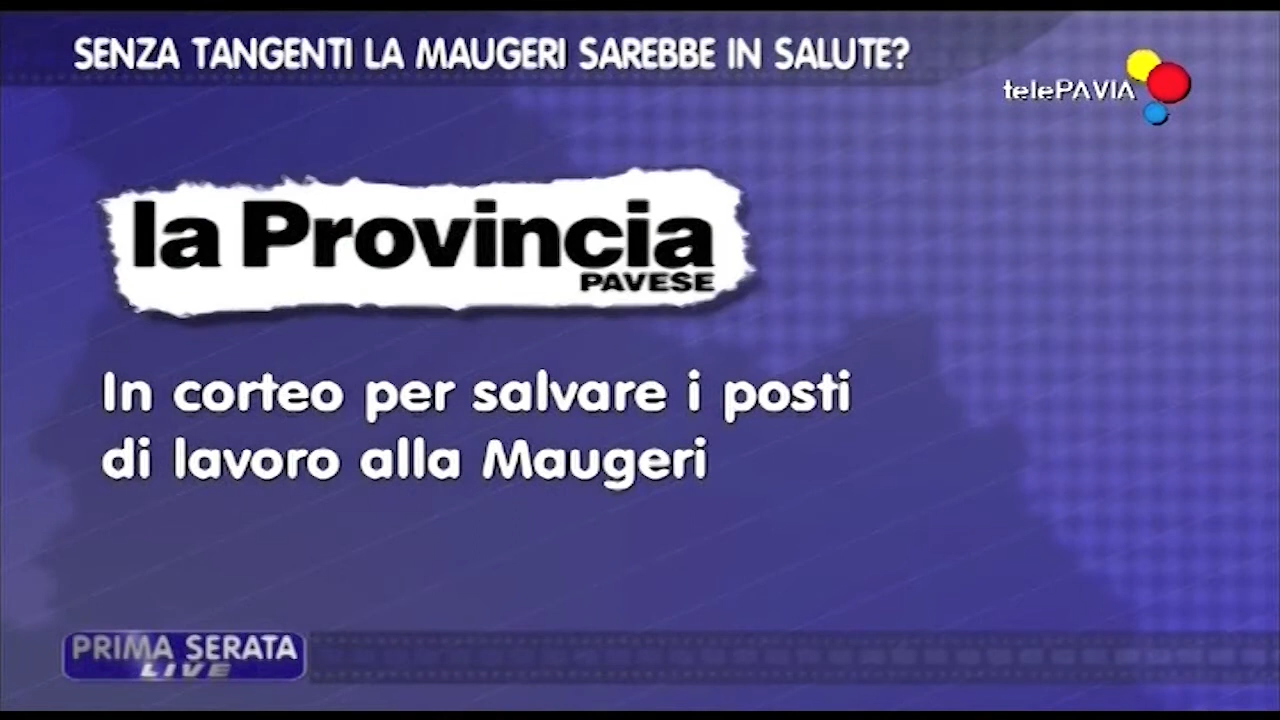 SENZA TANGENTI LA MAUGERI SAREBBE IN SALUTE?
telePAVIA
la Provincia
PAVESE
In corteo per salvare i posti
di lavoro alla Maugeri
PRIMA SERATA
LIVE